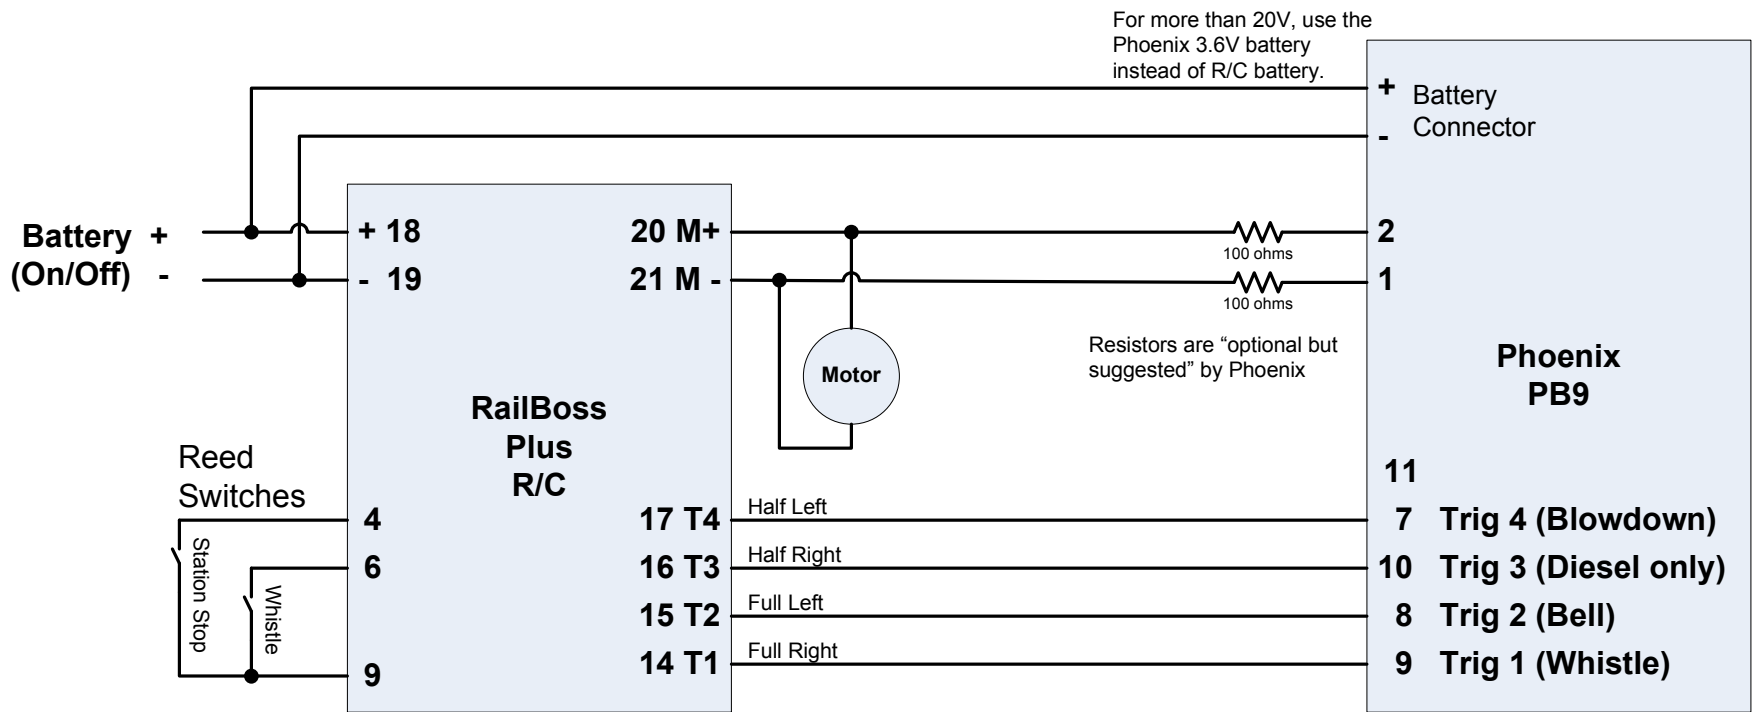 For more than 20V, use the
Phoenix 3.6V battery
instead of R/C battery.
+ Battery
Connector
-
Battery +
(On/Off) -
+ 18
- 19
20 M+
21 M -
100 ohms
100 ohms
2
1
Resistors are “optional but
suggested” by Phoenix
Motor
Phoenix
PB9
RailBoss
Plus
R/C
Reed
Switches
Station Stop
Whistle
4
6
9
17 T4
16 T3
15 T2
14 T1
Half Left
Half Right
Full Left
Full Right
11
7 Trig 4 (Blowdown)
10 Trig 3 (Diesel only)
8 Trig 2 (Bell)
9 Trig 1 (Whistle)